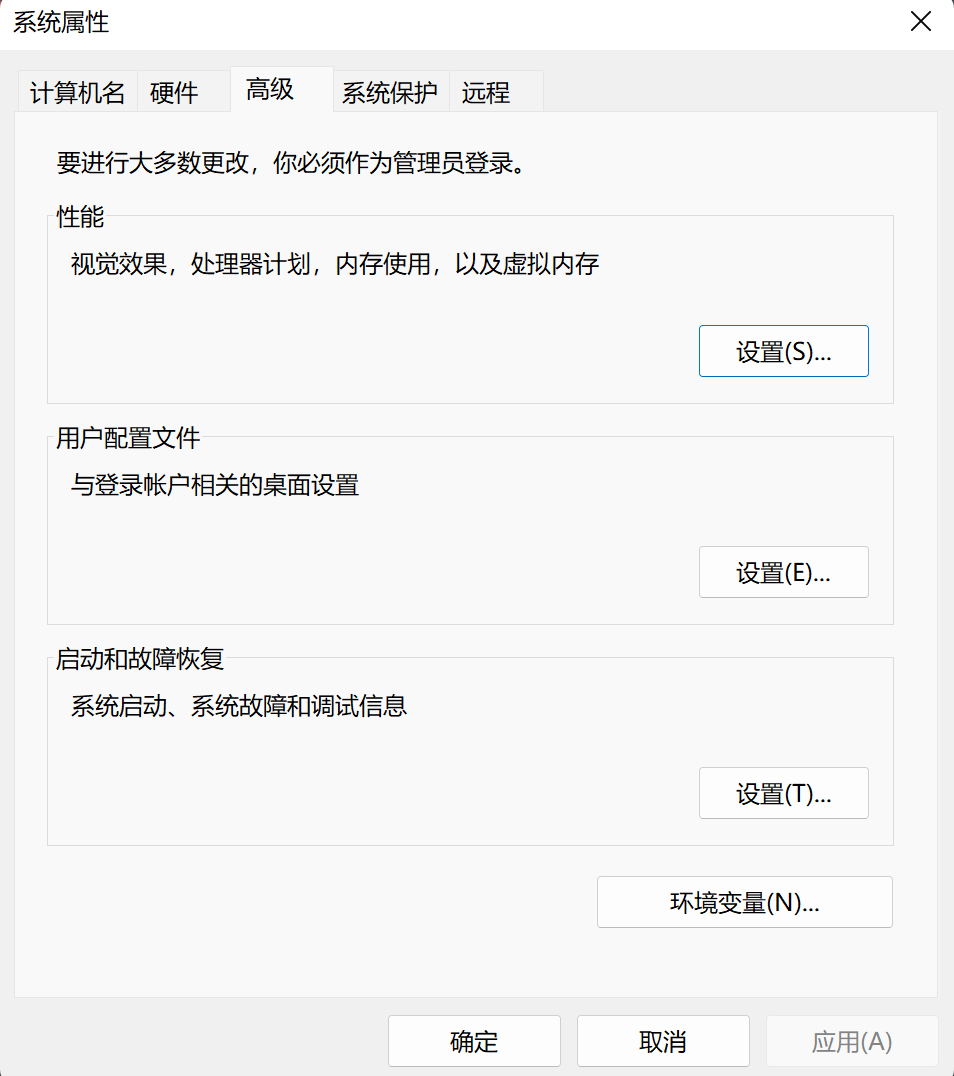 系统属性
计算机名 硬件 高级 系统保护 远程
要进行大多数更改，你必须作为管理员登录。
性能
视觉效果，处理器计划，内存使用，以及虚拟内存
设置(S)...
用户配置文件
与登录帐户相关的桌面设置
设置(E)...
启动和故障恢复
系统启动、系统故障和调试信息
设置(T)...
环境变量(N)...
确定 取消 应用(A)